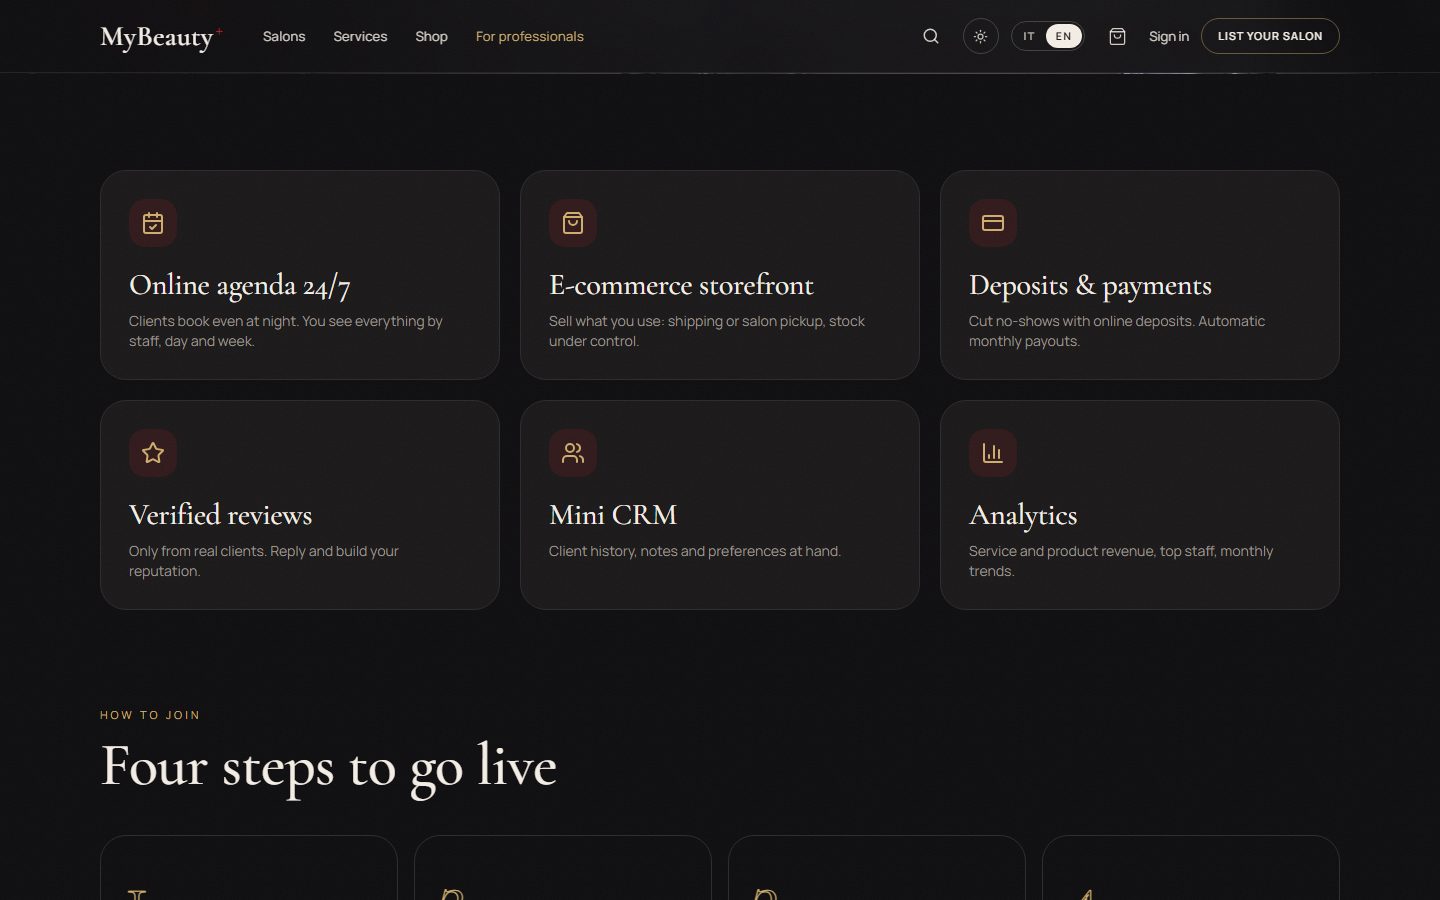 MyBeauty+
Salons
Services
Shop
For professionals
IT
EN
Sign in
LIST YOUR SALON
Online agenda 24/7
Clients book even at night. You see everything by
staff, day and week.
E-commerce storefront
Sell what you use: shipping or salon pickup, stock
under control.
Deposits & payments
Cut no-shows with online deposits. Automatic
monthly payouts.
Verified reviews
Only from real clients. Reply and build your
reputation.
Mini CRM
Client history, notes and preferences at hand.
Analytics
Service and product revenue, top staff, monthly
trends.
HOW TO JOIN
Four steps to go live